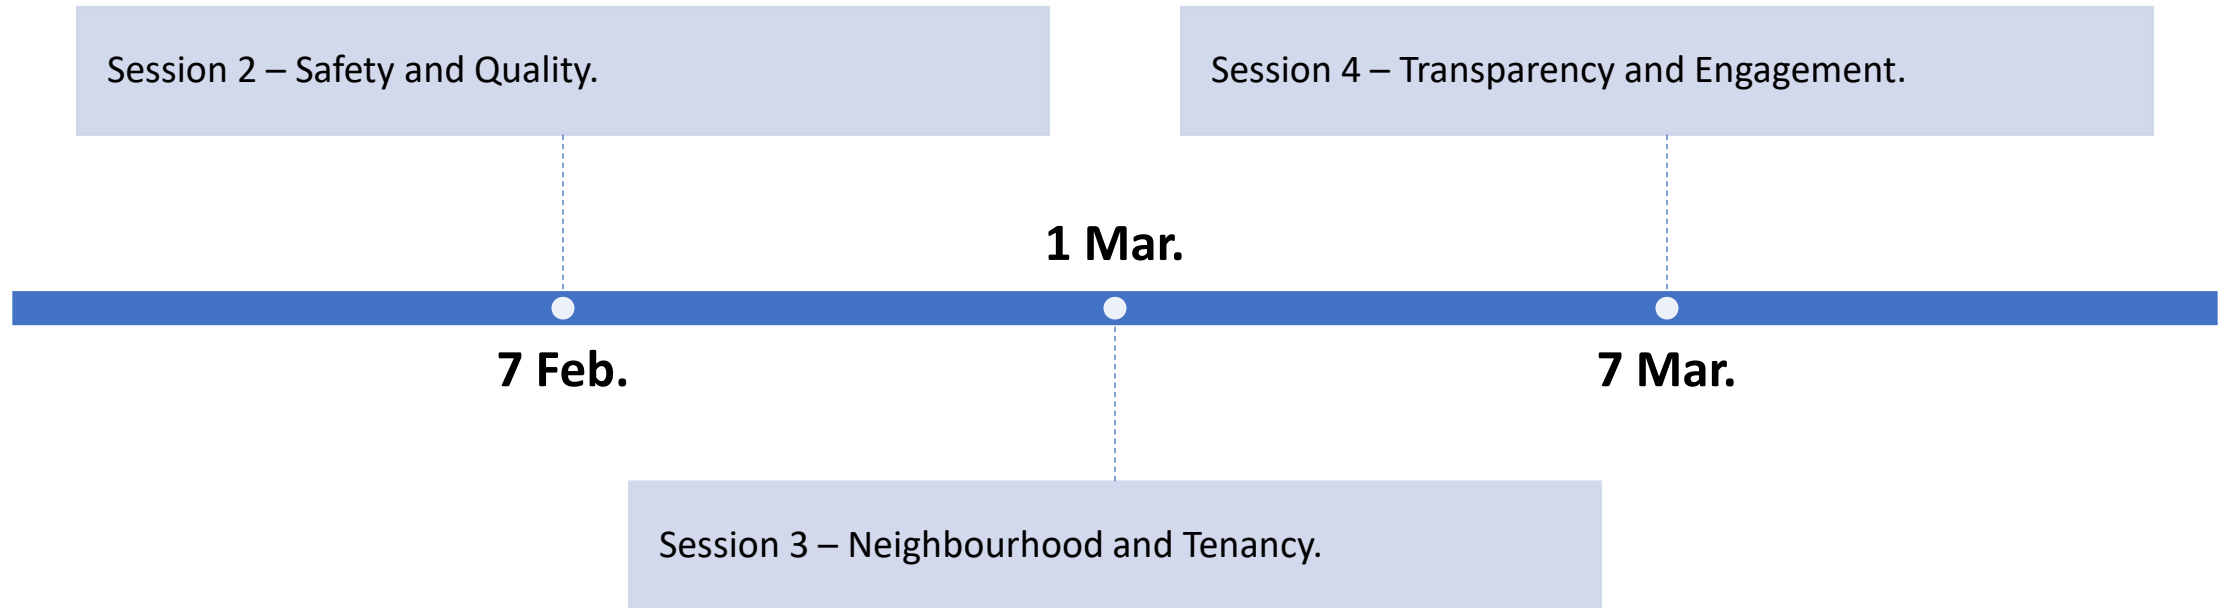 Session 2 – Safety and Quality.
Session 4 – Transparency and Engagement.
1 Mar.
7 Feb.
7 Mar.
Session 3 – Neighbourhood and Tenancy.